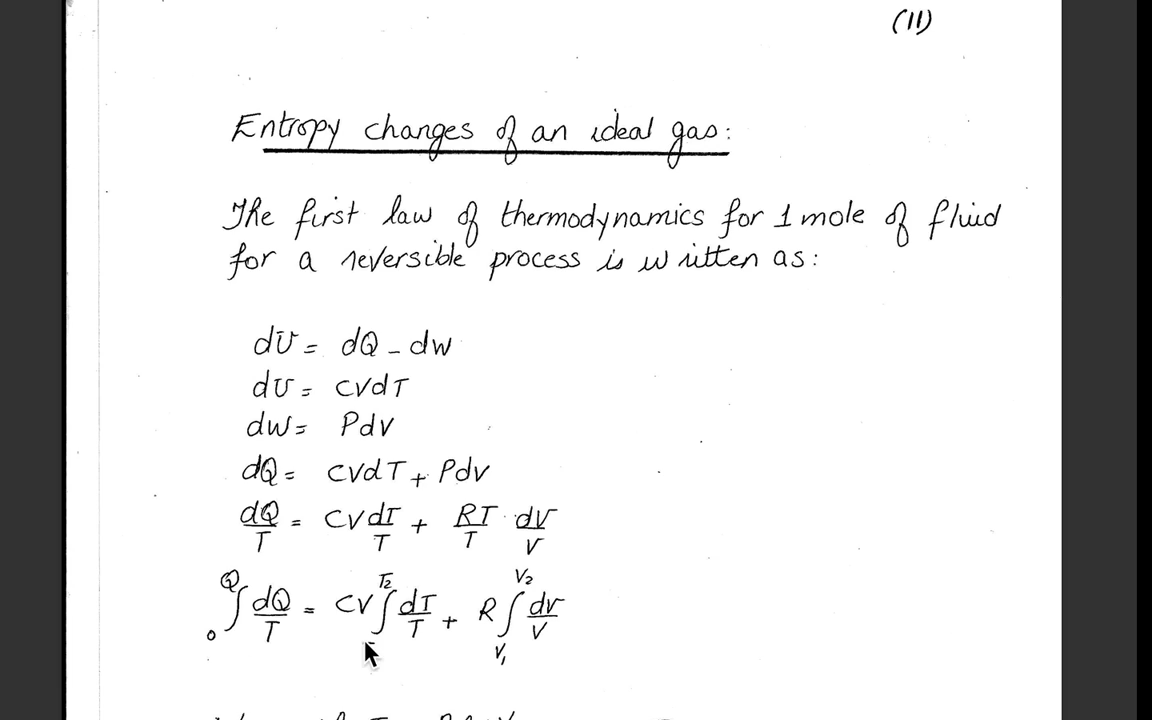 (11)
Entropy changes of an ideal gas:
The first law of thermodynamics for 1 mole of fluid
for a reversible process is written as:
dU = dQ - dw
dU = CVdT
dw = Pdv
dQ = CVdT + Pdv
dQ/T = CV dT/T + RT/T · dV/V
∫₀^Q dQ/T = CV ∫^T₂ dT/T + R ∫_V₁^V₂ dv/V